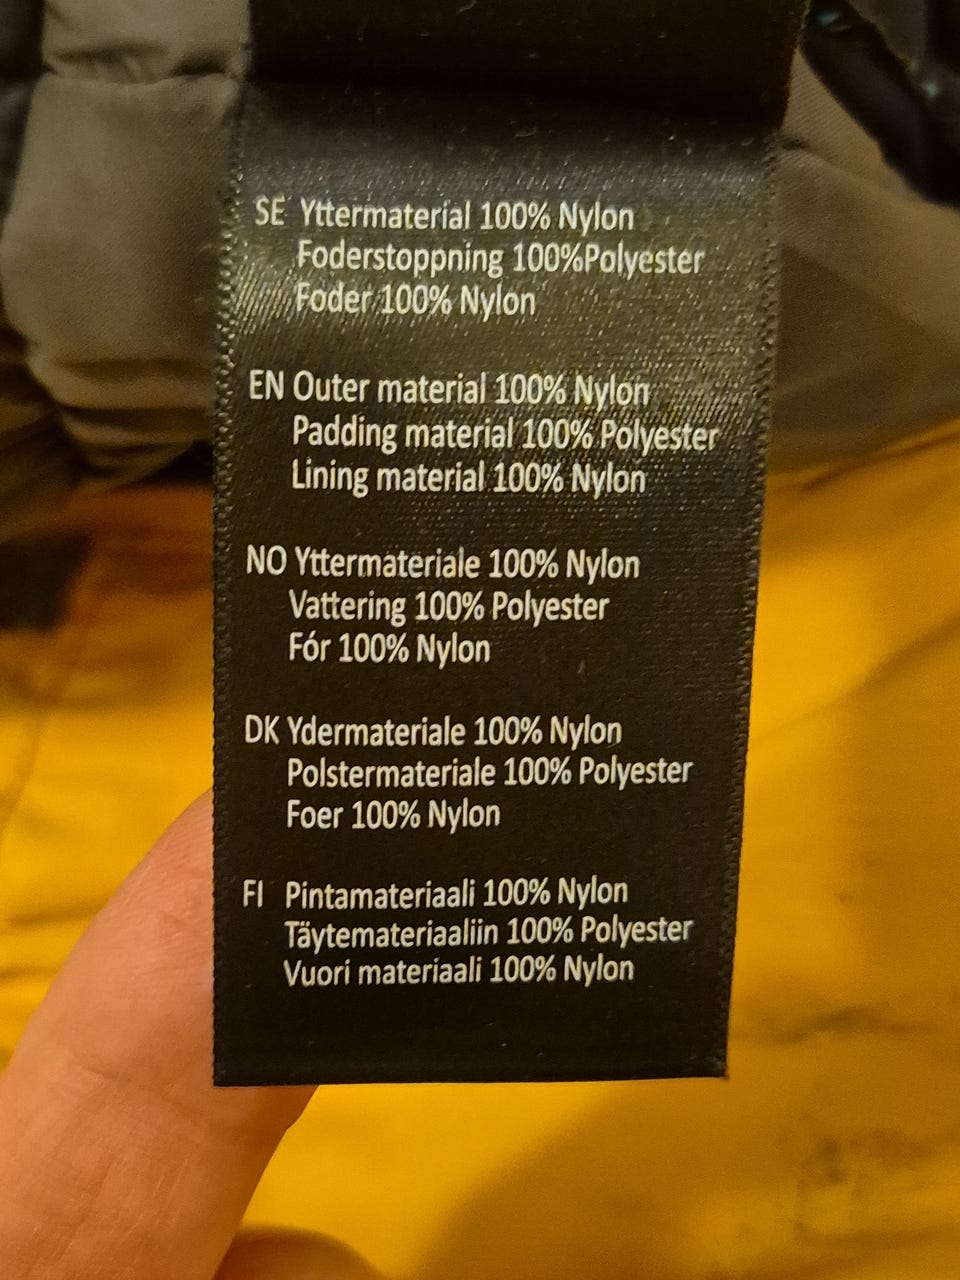 SE Yttermaterial 100% Nylon
Foderstoppning 100%Polyester
Foder 100% Nylon
EN Outer material 100% Nylon
Padding material 100% Polyester
Lining material 100% Nylon
NO Yttermateriale 100% Nylon
Vattering 100% Polyester
Fór 100% Nylon
DK Ydermateriale 100% Nylon
Polstermateriale 100% Polyester
Foer 100% Nylon
FI Pintamateriaali 100% Nylon
Täytemateriaaliin 100% Polyester
Vuori materiaali 100% Nylon